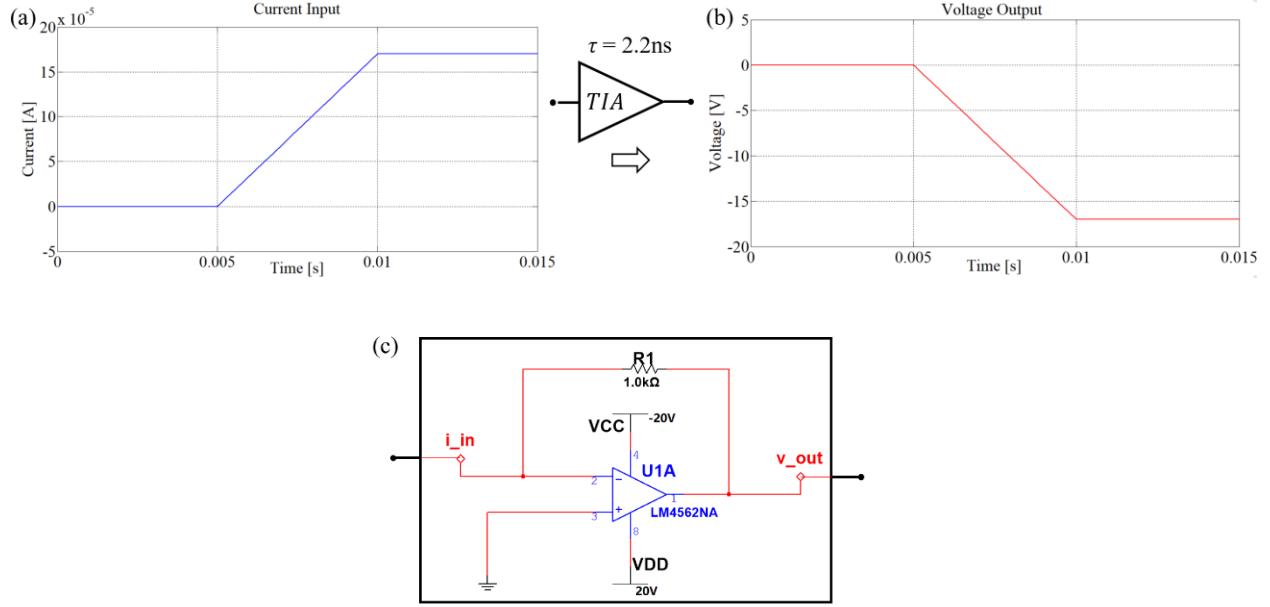 (a)
Current Input
20 x 10⁻⁵
15
10
5
0
-5
Current [A]
0
0.005
0.01
0.015
Time [s]
τ = 2.2ns
TIA
(b)
Voltage Output
5
0
-5
-10
-15
-20
Voltage [V]
0
0.005
0.01
0.015
Time [s]
(c)
R1
1.0kΩ
-20V
VCC
i_in
4
U1A
v_out
2
−
1
LM4562NA
3
+
8
VDD
20V